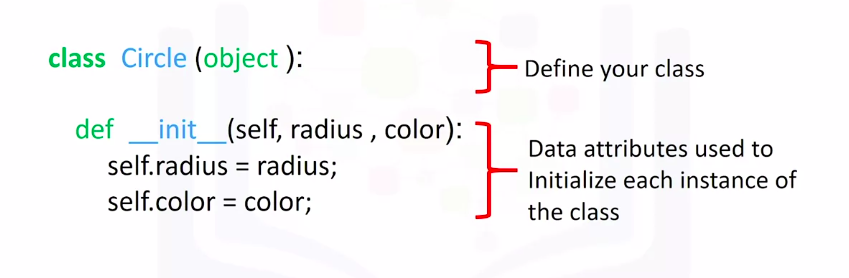 class Circle (object ):
Define your class
def __init__(self, radius , color):
self.radius = radius;
self.color = color;
Data attributes used to
Initialize each instance of
the class